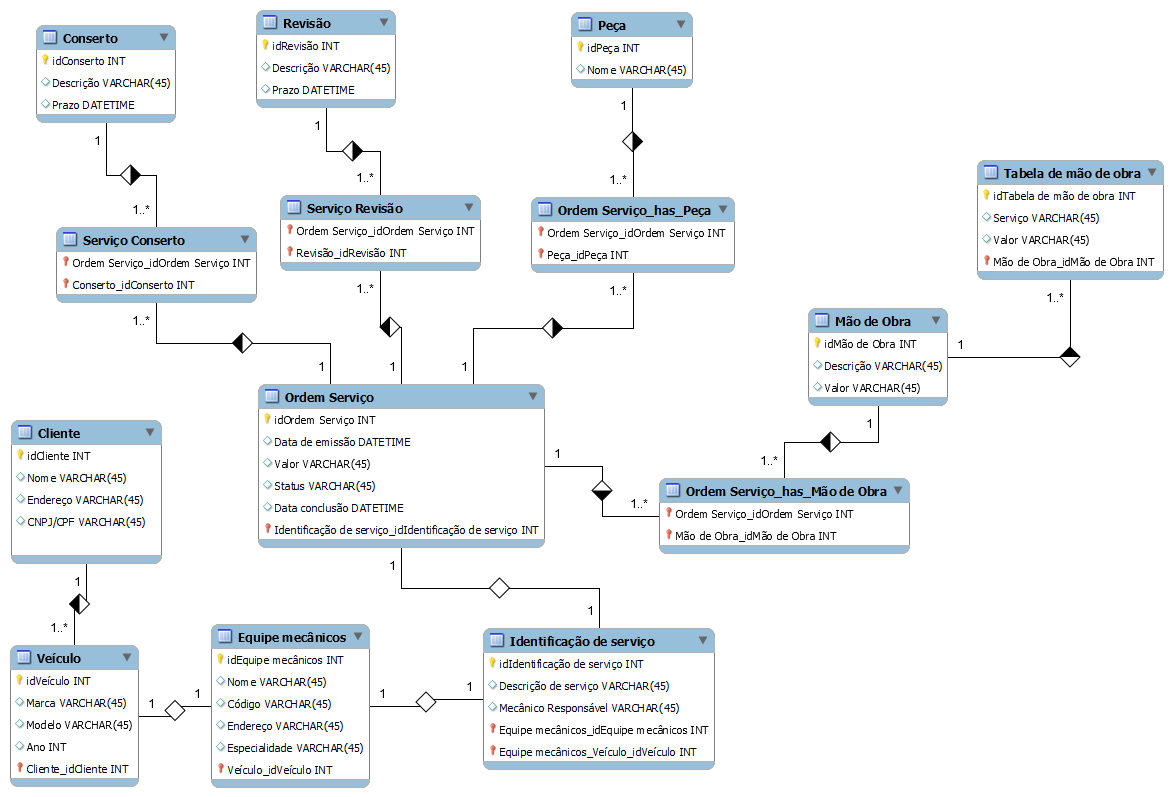 Conserto
idConserto INT
Descrição VARCHAR(45)
Prazo DATETIME
1
1..*
Revisão
idRevisão INT
Descrição VARCHAR(45)
Prazo DATETIME
1
1..*
Peça
idPeça INT
Nome VARCHAR(45)
1
1..*
Serviço Conserto
Ordem Serviço_idOrdem Serviço INT
Conserto_idConserto INT
1..*
1
Serviço Revisão
Ordem Serviço_idOrdem Serviço INT
Revisão_idRevisão INT
1..*
1
Ordem Serviço_has_Peça
Ordem Serviço_idOrdem Serviço INT
Peça_idPeça INT
1..*
1
Tabela de mão de obra
idTabela de mão de obra INT
Serviço VARCHAR(45)
Valor VARCHAR(45)
Mão de Obra_idMão de Obra INT
1..*
1
Mão de Obra
idMão de Obra INT
Descrição VARCHAR(45)
Valor VARCHAR(45)
1
1..*
Ordem Serviço
idOrdem Serviço INT
Data de emissão DATETIME
Valor VARCHAR(45)
Status VARCHAR(45)
Data conclusão DATETIME
Identificação de serviço_idIdentificação de serviço INT
1
1..*
Ordem Serviço_has_Mão de Obra
Ordem Serviço_idOrdem Serviço INT
Mão de Obra_idMão de Obra INT
1
1
Cliente
idCliente INT
Nome VARCHAR(45)
Endereço VARCHAR(45)
CNPJ/CPF VARCHAR(45)
1
1..*
Veículo
idVeículo INT
Marca VARCHAR(45)
Modelo VARCHAR(45)
Ano INT
Cliente_idCliente INT
1
1
Equipe mecânicos
idEquipe mecânicos INT
Nome VARCHAR(45)
Código VARCHAR(45)
Endereço VARCHAR(45)
Especialidade VARCHAR(45)
Veículo_idVeículo INT
1
1
Identificação de serviço
idIdentificação de serviço INT
Descrição de serviço VARCHAR(45)
Mecânico Responsável VARCHAR(45)
Equipe mecânicos_idEquipe mecânicos INT
Equipe mecânicos_Veículo_idVeículo INT